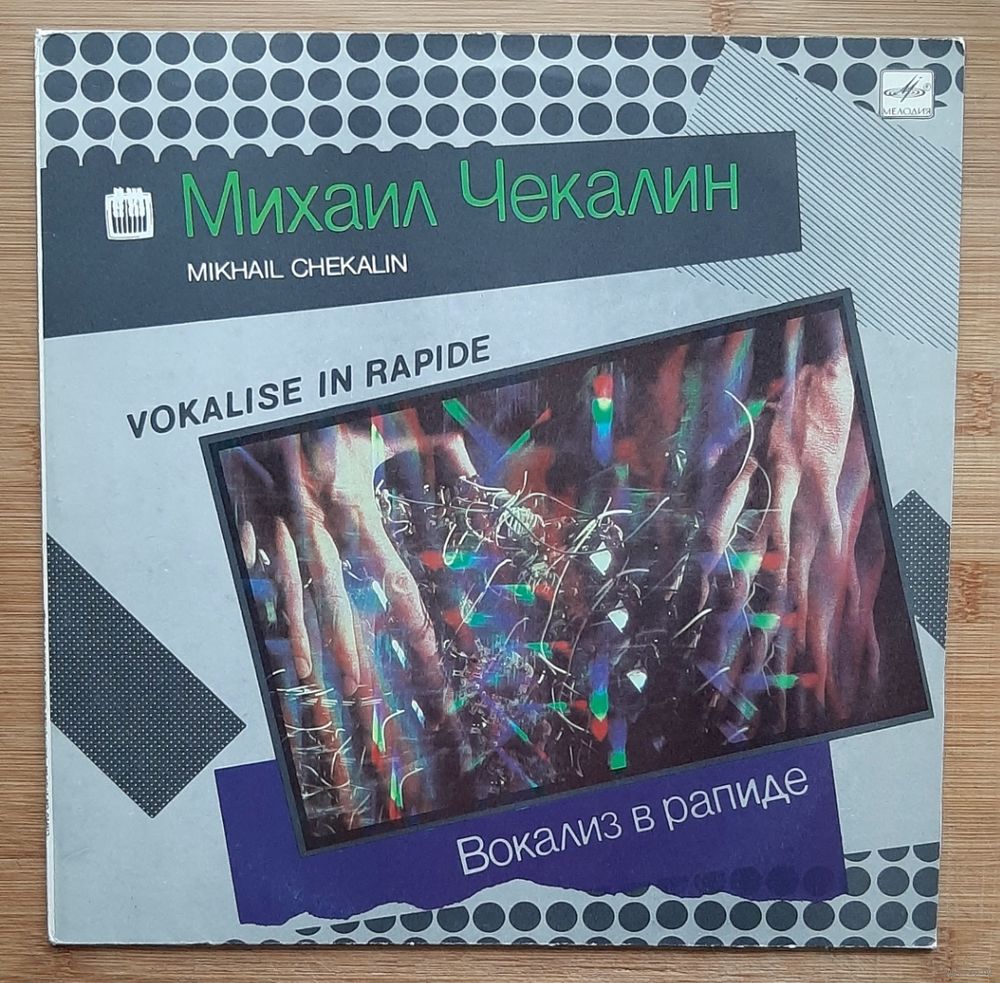 МЕЛОДИЯ
Михаил Чекалин
MIKHAIL CHEKALIN
VOKALISE IN RAPIDE
Вокализ в рапиде